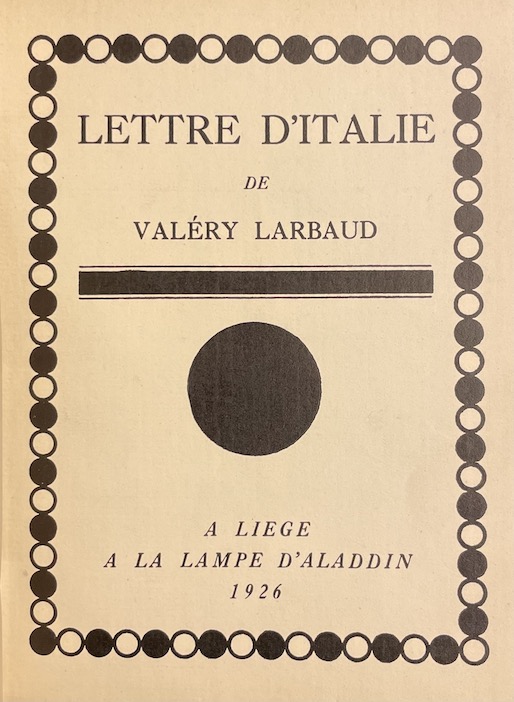 LETTRE D'ITALIE
DE
VALÉRY LARBAUD
A LIEGE
A LA LAMPE D'ALADDIN
1926